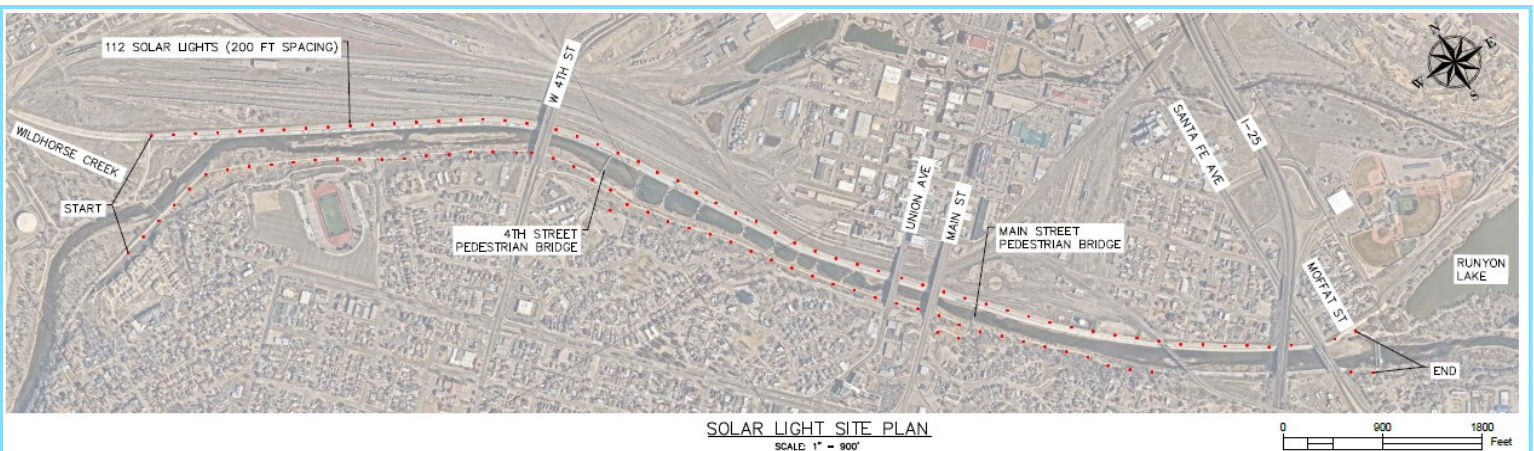 112 SOLAR LIGHTS (200 FT SPACING)
W 4TH ST
N
E
W
S
WILDHORSE CREEK
START
4TH STREET
PEDESTRIAN BRIDGE
UNION AVE
MAIN ST
MAIN STREET
PEDESTRIAN BRIDGE
SANTA FE AVE
I-25
MOFFAT ST
RUNYON
LAKE
END
SOLAR LIGHT SITE PLAN
SCALE: 1" = 900'
0 900 1800
Feet